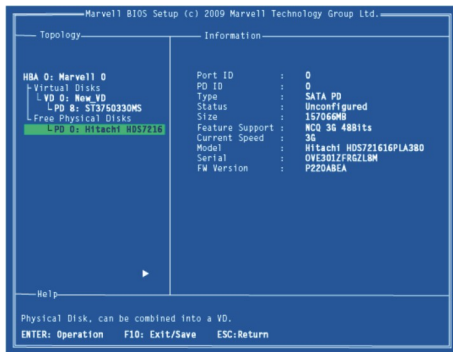 Marvell BIOS Setup (c) 2009 Marvell Technology Group Ltd.
Topology
HBA 0: Marvell 0
Virtual Disks
VD 0: New_VD
PD 8: ST3750330NS
Free Physical Disks
PD 0: Hitachi HDS7216
Information
Port ID : 0
PD ID : 0
Type : SATA PD
Status : Unconfigured
Size : 157066MB
Feature Support : NCQ 3G 48Bits
Current Speed : 3G
Model : Hitachi HDS721616PLA380
Serial : OVE301ZFRGZLBM
FW Version : P22OABEA
Help
Physical Disk, can be combined into a VD.
ENTER: Operation F10: Exit/Save ESC:Return